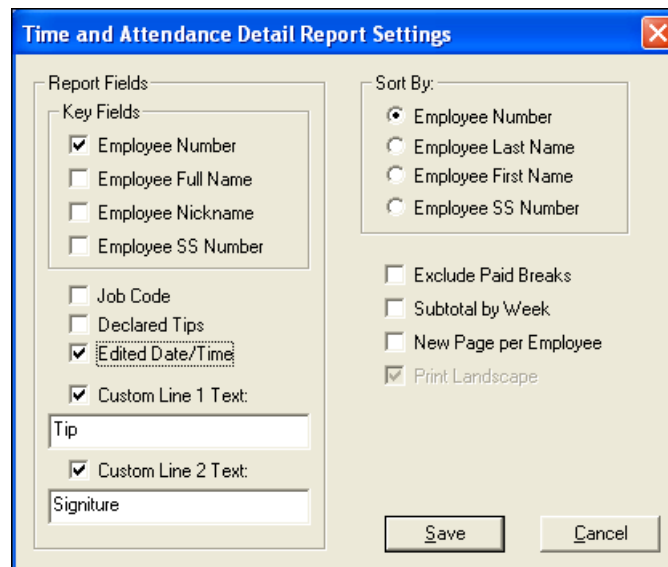 Time and Attendance Detail Report Settings
Report Fields
Key Fields
Employee Number
Employee Full Name
Employee Nickname
Employee SS Number
Job Code
Declared Tips
Edited Date/Time
Custom Line 1 Text:
Tip
Custom Line 2 Text:
Signiture
Sort By:
Employee Number
Employee Last Name
Employee First Name
Employee SS Number
Exclude Paid Breaks
Subtotal by Week
New Page per Employee
Print Landscape
Save
Cancel